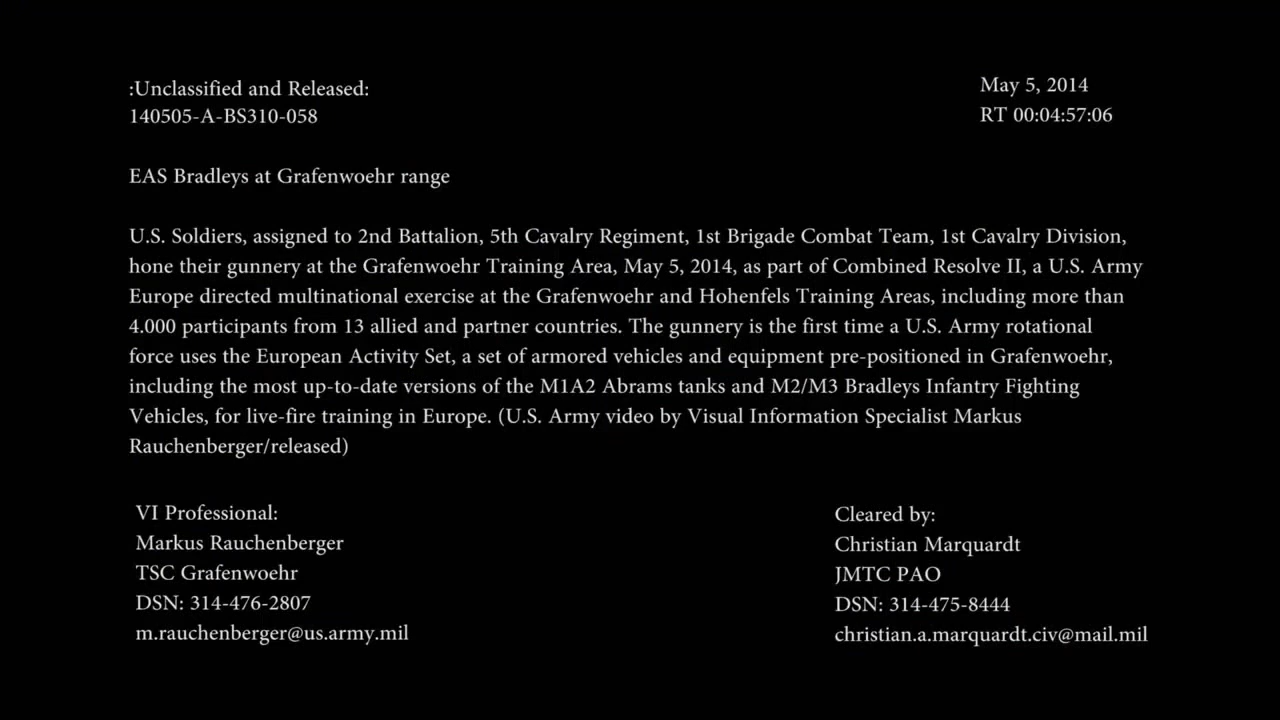 :Unclassified and Released:
140505-A-BS310-058
May 5, 2014
RT 00:04:57:06
EAS Bradleys at Grafenwoehr range
U.S. Soldiers, assigned to 2nd Battalion, 5th Cavalry Regiment, 1st Brigade Combat Team, 1st Cavalry Division,
hone their gunnery at the Grafenwoehr Training Area, May 5, 2014, as part of Combined Resolve II, a U.S. Army
Europe directed multinational exercise at the Grafenwoehr and Hohenfels Training Areas, including more than
4.000 participants from 13 allied and partner countries. The gunnery is the first time a U.S. Army rotational
force uses the European Activity Set, a set of armored vehicles and equipment pre-positioned in Grafenwoehr,
including the most up-to-date versions of the M1A2 Abrams tanks and M2/M3 Bradleys Infantry Fighting
Vehicles, for live-fire training in Europe. (U.S. Army video by Visual Information Specialist Markus
Rauchenberger/released)
VI Professional:
Markus Rauchenberger
TSC Grafenwoehr
DSN: 314-476-2807
m.rauchenberger@us.army.mil
Cleared by:
Christian Marquardt
JMTC PAO
DSN: 314-475-8444
christian.a.marquardt.civ@mail.mil